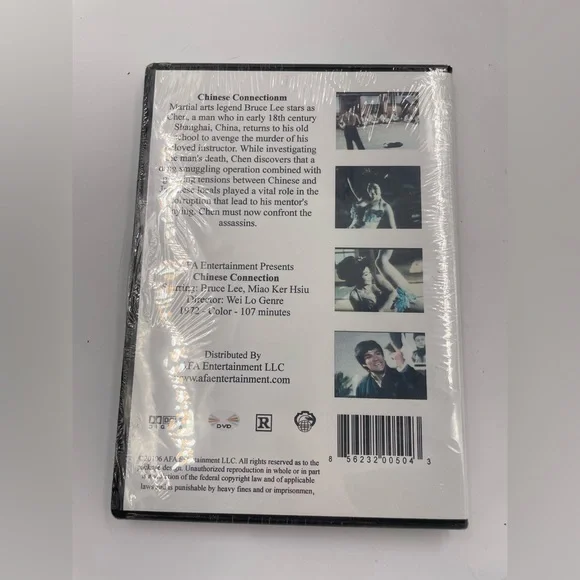 Chinese Connectionm
Martial arts legend Bruce Lee stars as
Chen, a man who in early 18th century
Shanghai, China, returns to his old
school to avenge the murder of his
beloved instructor. While investigating
the man's death, Chen discovers that a
drug smuggling operation combined with
tensions between Chinese and
locals played a vital role in the
corruption that lead to his mentor's
Chen must now confront the
assassins.
FA Entertainment Presents
Chinese Connection
Starring: Bruce Lee, Miao Ker Hsiu
Director: Wei Lo Genre
1972 - Color - 107 minutes
Distributed By
AFA Entertainment LLC
www.afaentertainment.com
DVD
R
8 56232 00504 3
AFA Entertainment LLC. All rights reserved as to the
package design. Unauthorized reproduction in whole or in part
is a violation of the federal copyright law and of applicable
laws and is punishable by heavy fines and or imprisonmen,